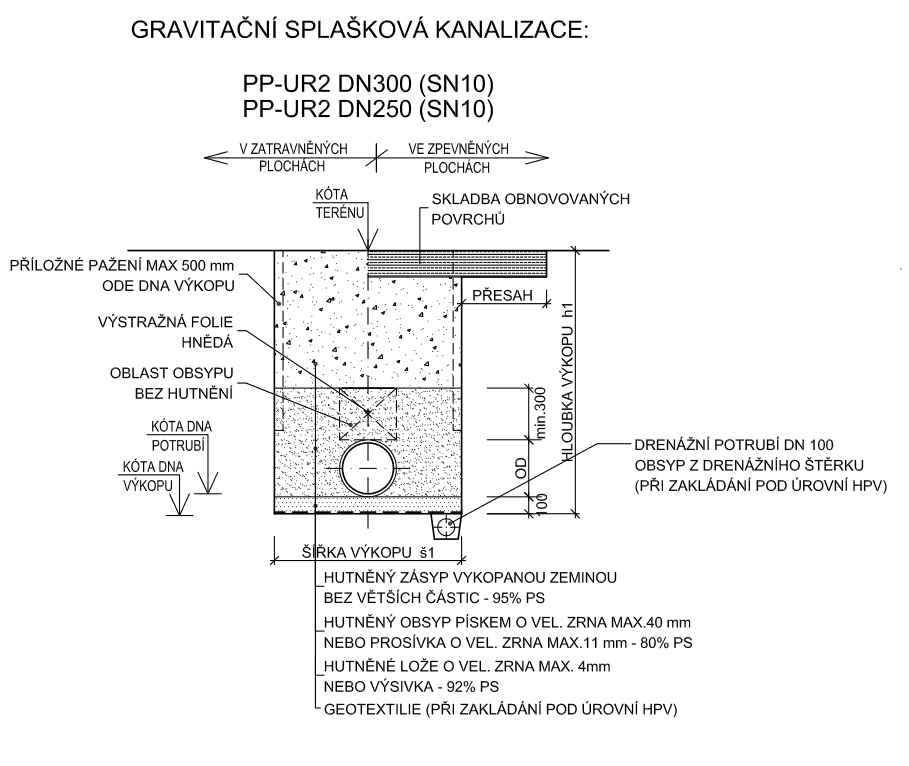 GRAVITAČNÍ SPLAŠKOVÁ KANALIZACE:
PP-UR2 DN300 (SN10)
PP-UR2 DN250 (SN10)
V ZATRAVNĚNÝCH
PLOCHÁCH
VE ZPEVNĚNÝCH
PLOCHÁCH
KÓTA
TERÉNU
SKLADBA OBNOVOVANÝCH
POVRCHŮ
PŘÍLOŽNÉ PAŽENÍ MAX 500 mm
ODE DNA VÝKOPU
PŘESAH
VÝSTRAŽNÁ FOLIE
HNĚDÁ
OBLAST OBSYPU
BEZ HUTNĚNÍ
KÓTA DNA
POTRUBÍ
KÓTA DNA
VÝKOPU
min.300
OD
100
HLOUBKA VÝKOPU h1
DRENÁŽNÍ POTRUBÍ DN 100
OBSYP Z DRENÁŽNÍHO ŠTĚRKU
(PŘI ZAKLÁDÁNÍ POD ÚROVNÍ HPV)
ŠÍŘKA VÝKOPU š1
HUTNĚNÝ ZÁSYP VYKOPANOU ZEMINOU
BEZ VĚTŠÍCH ČÁSTIC - 95% PS
HUTNĚNÝ OBSYP PÍSKEM O VEL. ZRNA MAX.40 mm
NEBO PROSÍVKA O VEL. ZRNA MAX.11 mm - 80% PS
HUTNĚNÉ LOŽE O VEL. ZRNA MAX. 4mm
NEBO VÝSIVKA - 92% PS
GEOTEXTILIE (PŘI ZAKLÁDÁNÍ POD ÚROVNÍ HPV)